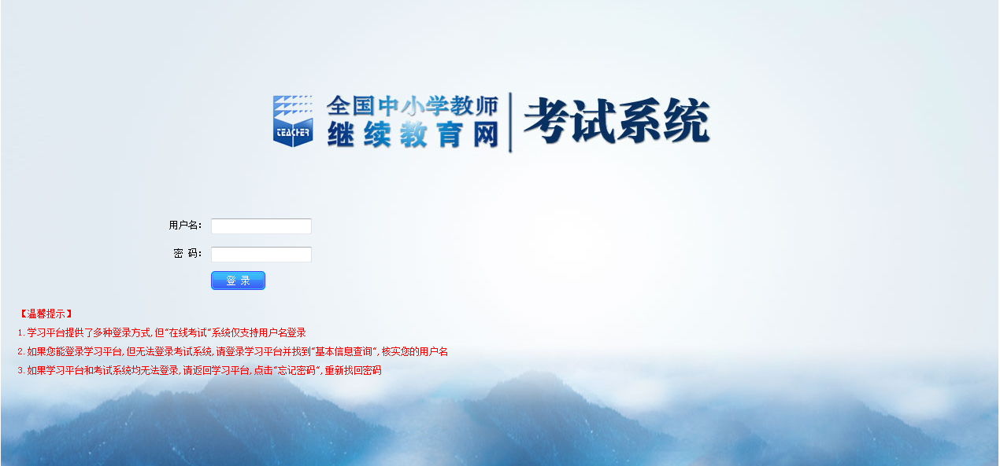 TEACHER
全国中小学教师
继续教育网
考试系统
用户名：
密 码：
登 录
【温馨提示】
1. 学习平台提供了多种登录方式, 但“在线考试“系统仅支持用户名登录
2. 如果您能登录学习平台, 但无法登录考试系统, 请登录学习平台并找到“基本信息查询“, 核实您的用户名
3. 如果学习平台和考试系统均无法登录, 请返回学习平台, 点击“忘记密码“, 重新找回密码